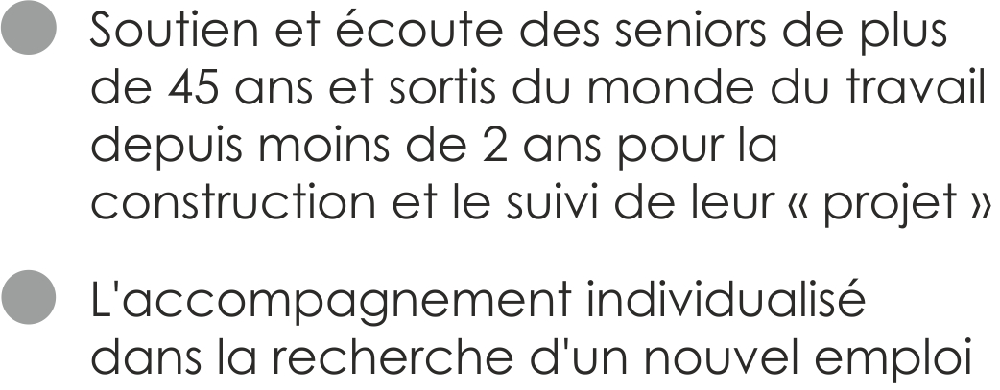 Soutien et écoute des seniors de plus
de 45 ans et sortis du monde du travail
depuis moins de 2 ans pour la
construction et le suivi de leur « projet »
L'accompagnement individualisé
dans la recherche d'un nouvel emploi